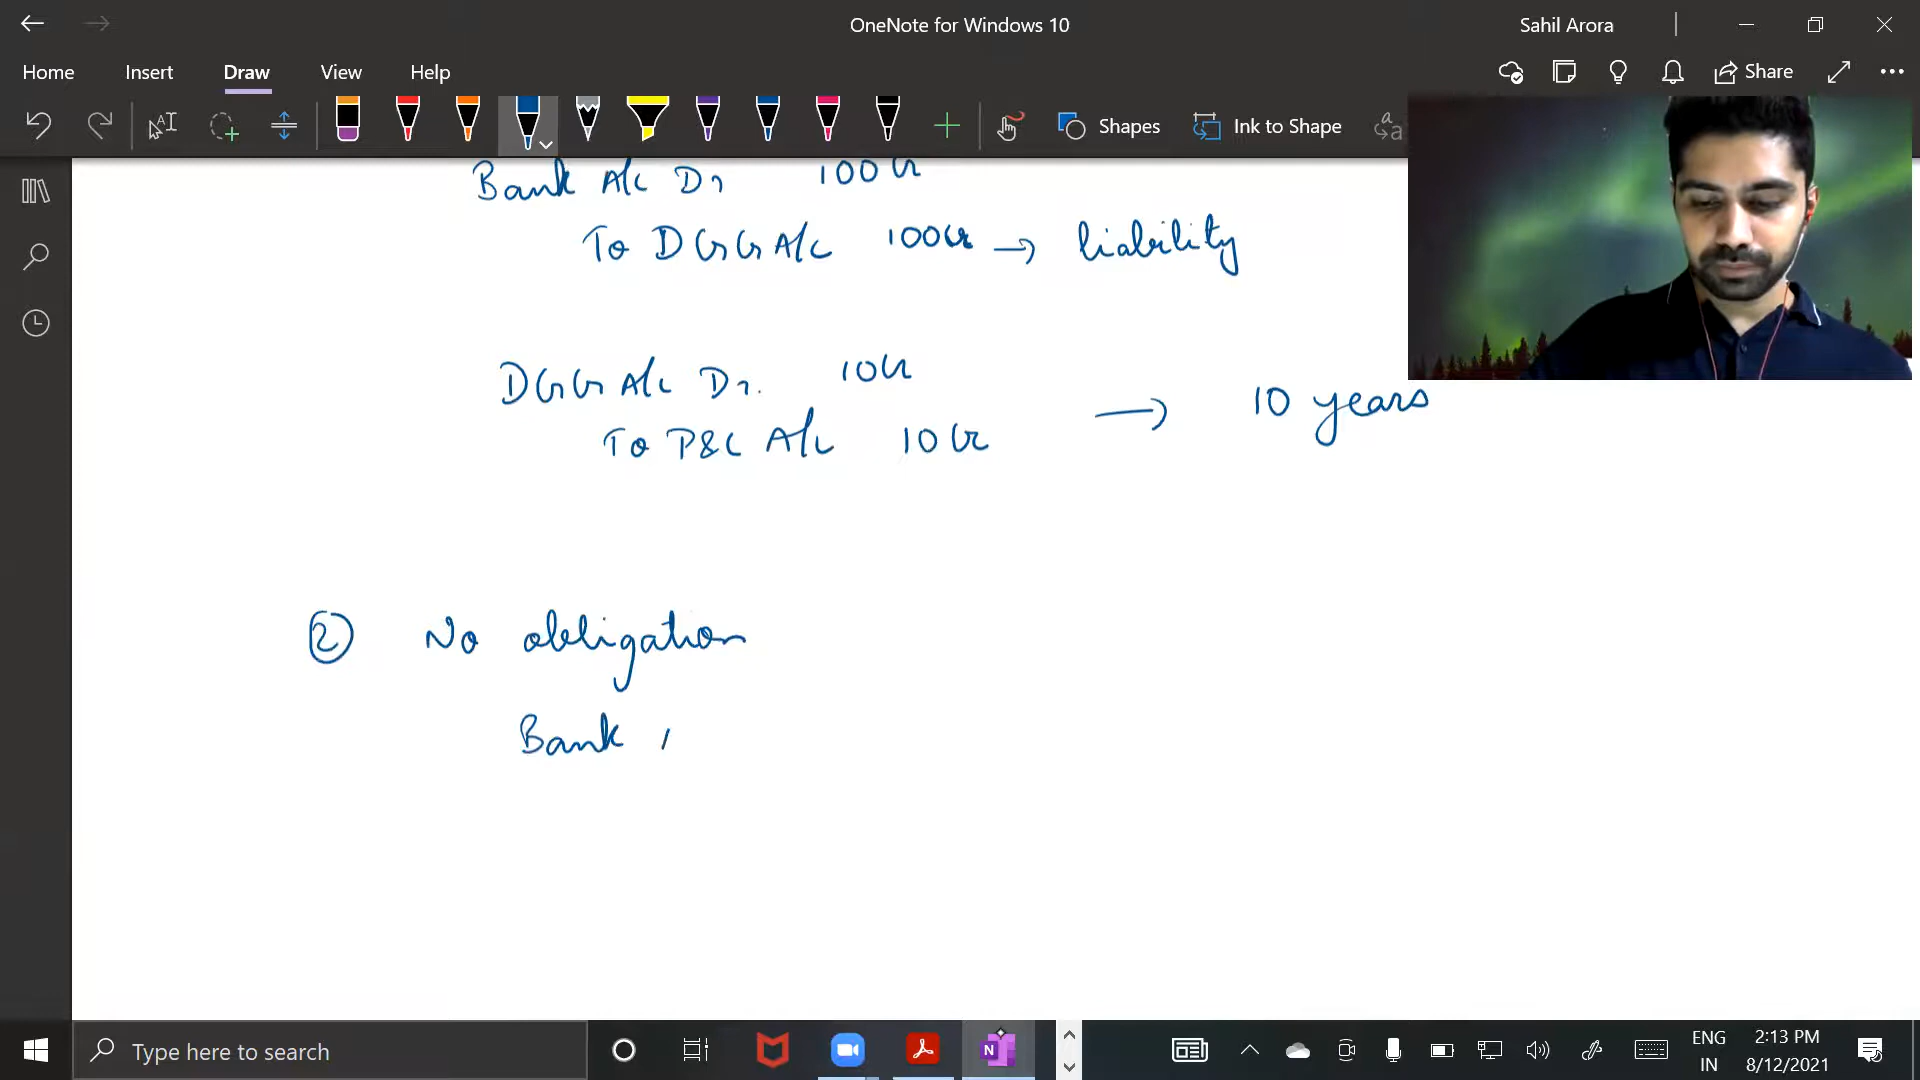 OneNote for Windows 10
Sahil Arora
Home Insert Draw View Help
Share
Shapes Ink to Shape
Bank A/c Dr 100Cr
To DGG A/c 100Cr → liability
DGG A/c Dr. 10Cr
To P&L A/c 10Cr → 10 years
② No obligation
Bank
Type here to search
ENG 2:13 PM
IN 8/12/2021